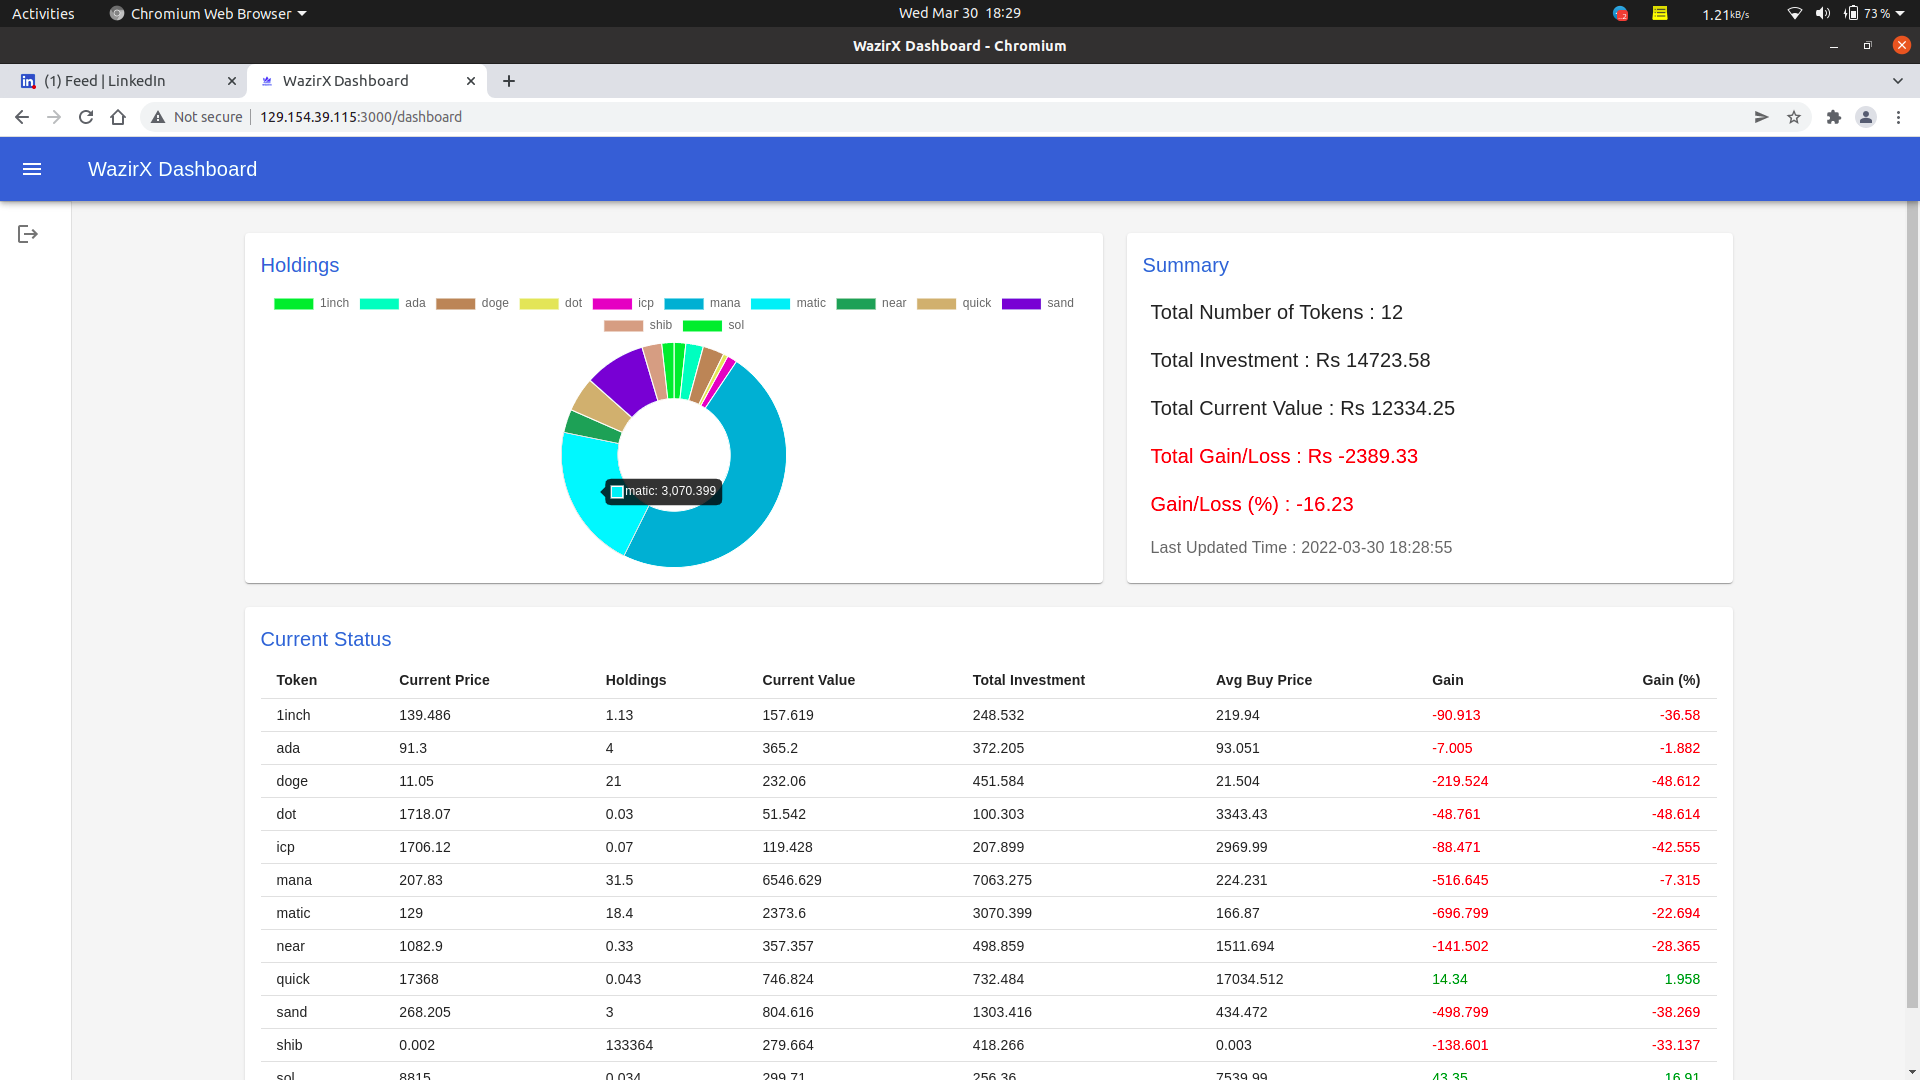 Activities Chromium Web Browser Wed Mar 30 18:29 2 1.21kB/s 73 %
WazirX Dashboard - Chromium
in (1) Feed | LinkedIn WazirX Dashboard
Not secure 129.154.39.115:3000/dashboard
WazirX Dashboard
Holdings
1inch ada doge dot icp mana matic near quick sand
shib sol
matic: 3,070.399
Summary
Total Number of Tokens : 12
Total Investment : Rs 14723.58
Total Current Value : Rs 12334.25
Total Gain/Loss : Rs -2389.33
Gain/Loss (%) : -16.23
Last Updated Time : 2022-03-30 18:28:55
Current Status
Token Current Price Holdings Current Value Total Investment Avg Buy Price Gain Gain (%)
1inch 139.486 1.13 157.619 248.532 219.94 -90.913 -36.58
ada 91.3 4 365.2 372.205 93.051 -7.005 -1.882
doge 11.05 21 232.06 451.584 21.504 -219.524 -48.612
dot 1718.07 0.03 51.542 100.303 3343.43 -48.761 -48.614
icp 1706.12 0.07 119.428 207.899 2969.99 -88.471 -42.555
mana 207.83 31.5 6546.629 7063.275 224.231 -516.645 -7.315
matic 129 18.4 2373.6 3070.399 166.87 -696.799 -22.694
near 1082.9 0.33 357.357 498.859 1511.694 -141.502 -28.365
quick 17368 0.043 746.824 732.484 17034.512 14.34 1.958
sand 268.205 3 804.616 1303.416 434.472 -498.799 -38.269
shib 0.002 133364 279.664 418.266 0.003 -138.601 -33.137
sol 8815 0.034 299.71 256.36 7539.99 43.35 16.91